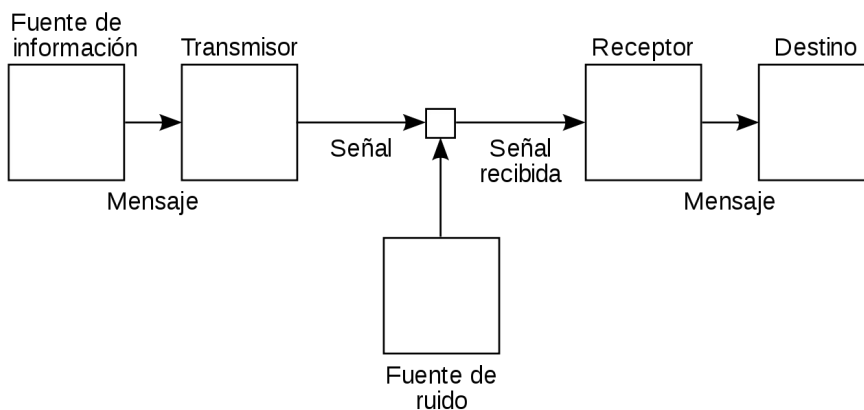 Fuente de
información
Transmisor
Receptor
Destino
Señal
Señal
recibida
Mensaje
Mensaje
Fuente de
ruido